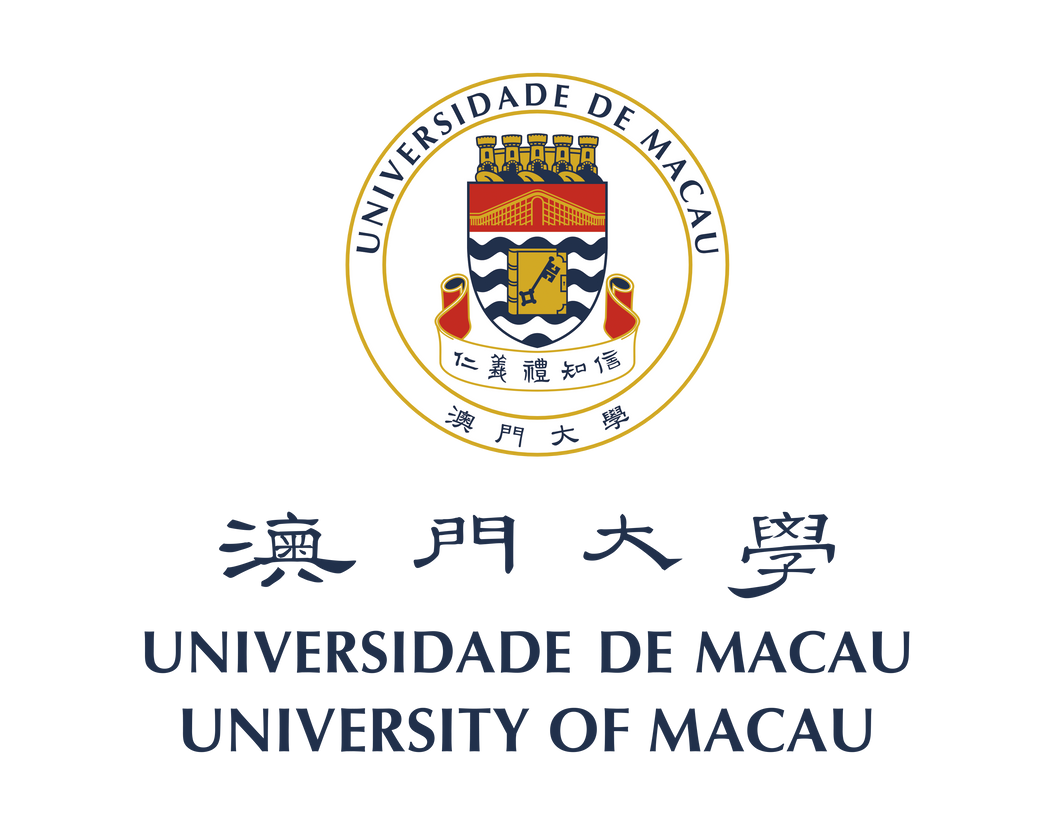 UNIVERSIDADE DE MACAU
仁義禮知信
澳門大學
澳門大學
UNIVERSIDADE DE MACAU
UNIVERSITY OF MACAU